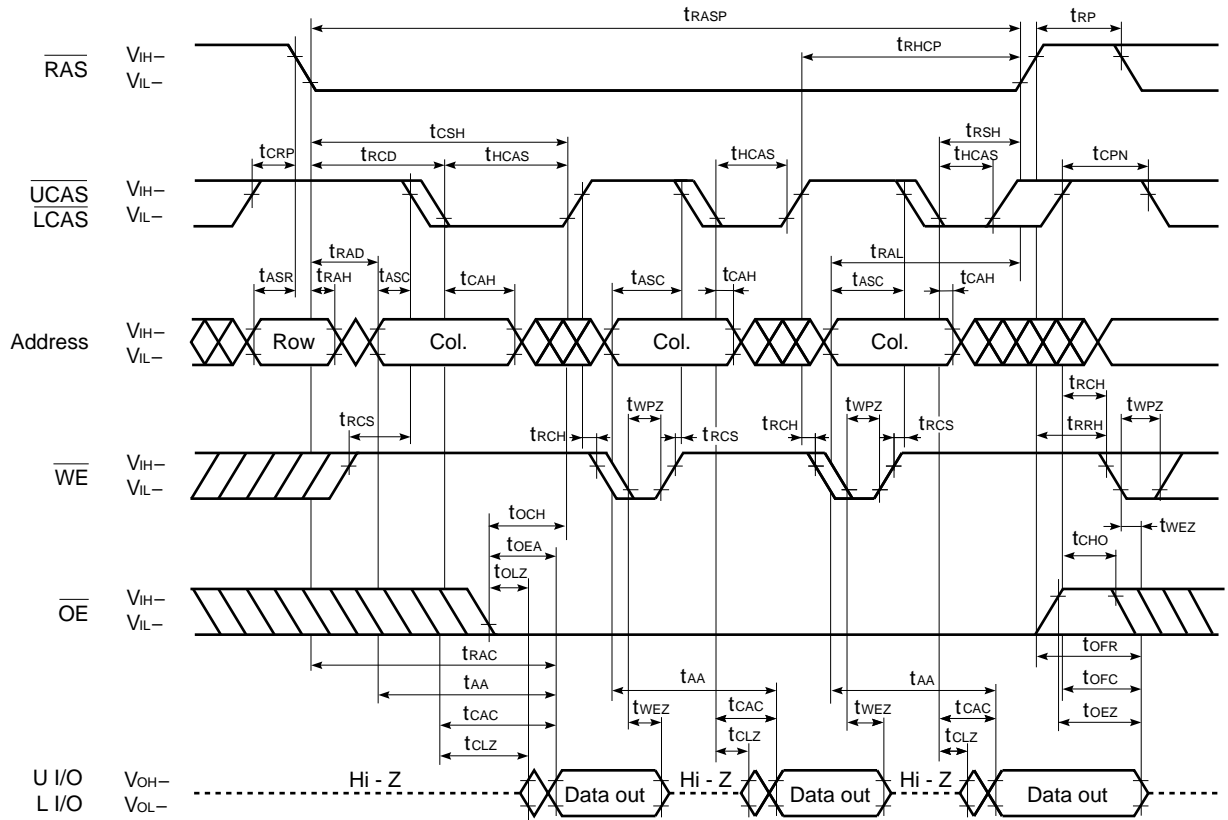 tRASP tRP
tRHCP
RAS VIH–
VIL–
tCSH tRSH
tCRP tRCD tHCAS tHCAS tHCAS tCPN
UCAS VIH–
LCAS VIL–
tRAD tRAL
tASR tRAH tASC tCAH tASC tCAH tASC tCAH
Address VIH–
VIL–
Row Col. Col. Col.
tRCH
tRCS tWPZ tWPZ tWPZ
tRCH tRCS tRCH tRCS tRRH
WE VIH–
VIL–
tOCH tWEZ
tOEA tCHO
tOLZ
OE VIH–
VIL–
tRAC tOFR
tAA tAA tAA tOFC
tCAC tWEZ tCAC tWEZ tCAC tOEZ
tCLZ tCLZ tCLZ
U I/O VOH–
L I/O VOL–
Hi - Z Data out Hi - Z Data out Hi - Z Data out